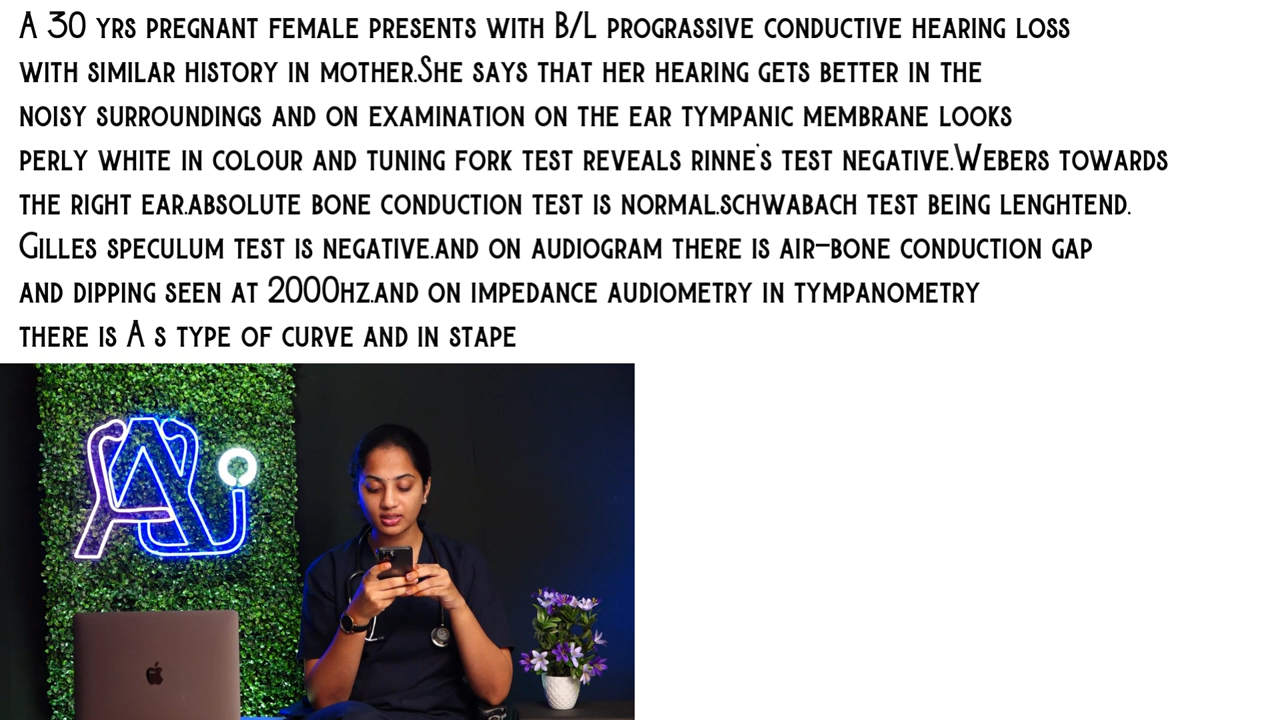 A 30 YRS PREGNANT FEMALE PRESENTS WITH B/L PROGRASSIVE CONDUCTIVE HEARING LOSS
WITH SIMILAR HISTORY IN MOTHER.SHE SAYS THAT HER HEARING GETS BETTER IN THE
NOISY SURROUNDINGS AND ON EXAMINATION ON THE EAR TYMPANIC MEMBRANE LOOKS
PERLY WHITE IN COLOUR AND TUNING FORK TEST REVEALS RINNE'S TEST NEGATIVE.WEBERS TOWARDS
THE RIGHT EAR.ABSOLUTE BONE CONDUCTION TEST IS NORMAL.SCHWABACH TEST BEING LENGHTEND.
GILLES SPECULUM TEST IS NEGATIVE.AND ON AUDIOGRAM THERE IS AIR-BONE CONDUCTION GAP
AND DIPPING SEEN AT 2000HZ.AND ON IMPEDANCE AUDIOMETRY IN TYMPANOMETRY
THERE IS A S TYPE OF CURVE AND IN STAPE